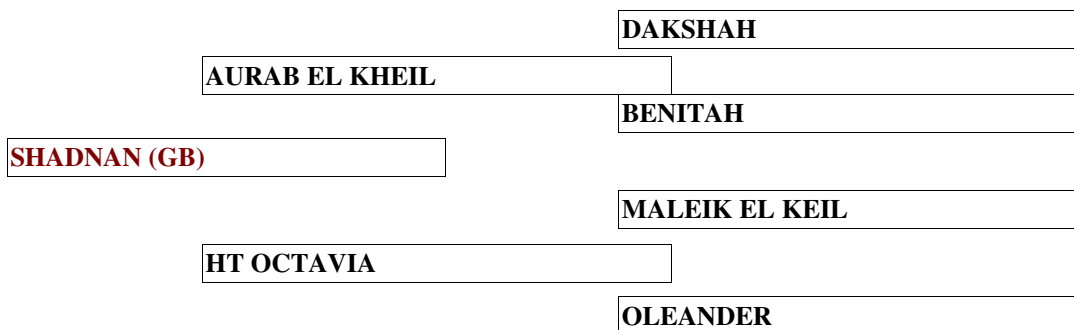 DAKSHAH
AURAB EL KHEIL
BENITAH
SHADNAN (GB)
MALEIK EL KEIL
HT OCTAVIA
OLEANDER